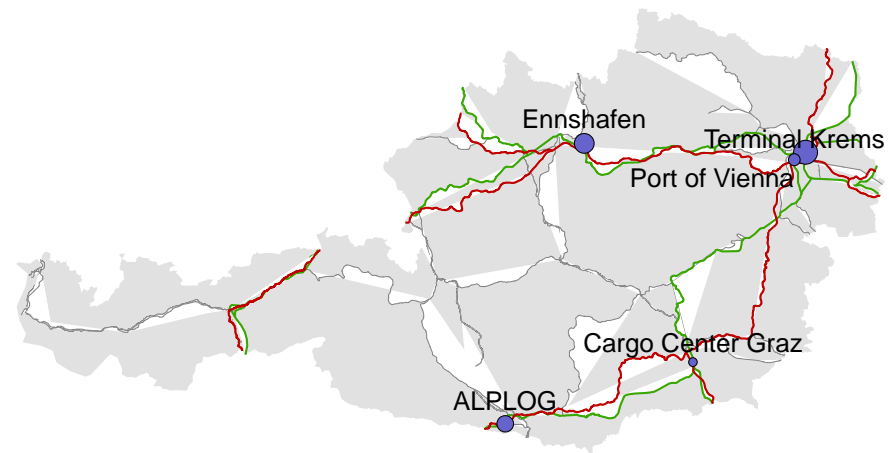 Ennshafen
Terminal Krems
Port of Vienna
Cargo Center Graz
ALPLOG